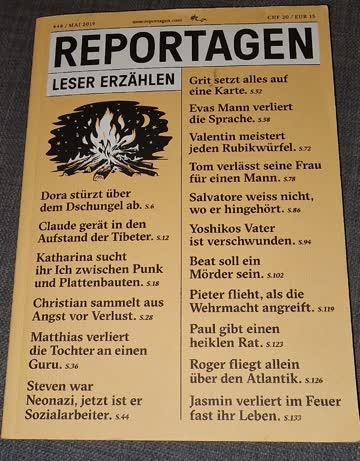 #46 / MAI 2019
www.reportagen.com
CHF 20 / EUR 15
REPORTAGEN
LESER ERZÄHLEN
Dora stürzt über
dem Dschungel ab. S.6
Claude gerät in den
Aufstand der Tibeter. S.12
Katharina sucht
ihr Ich zwischen Punk
und Plattenbauten. S.18
Christian sammelt aus
Angst vor Verlust. S.28
Matthias verliert
die Tochter an einen
Guru. S.36
Steven war
Neonazi, jetzt ist er
Sozialarbeiter. S.44
Grit setzt alles auf
eine Karte. S.52
Evas Mann verliert
die Sprache. S.58
Valentin meistert
jeden Rubikwürfel. S.72
Tom verlässt seine Frau
für einen Mann. S.78
Salvatore weiss nicht,
wo er hingehört. S.86
Yoshikos Vater
ist verschwunden. S.94
Beat soll ein
Mörder sein. S.102
Pieter flieht, als die
Wehrmacht angreift. S.119
Paul gibt einen
heiklen Rat. S.123
Roger fliegt allein
über den Atlantik. S.126
Jasmin verliert im Feuer
fast ihr Leben. S.133